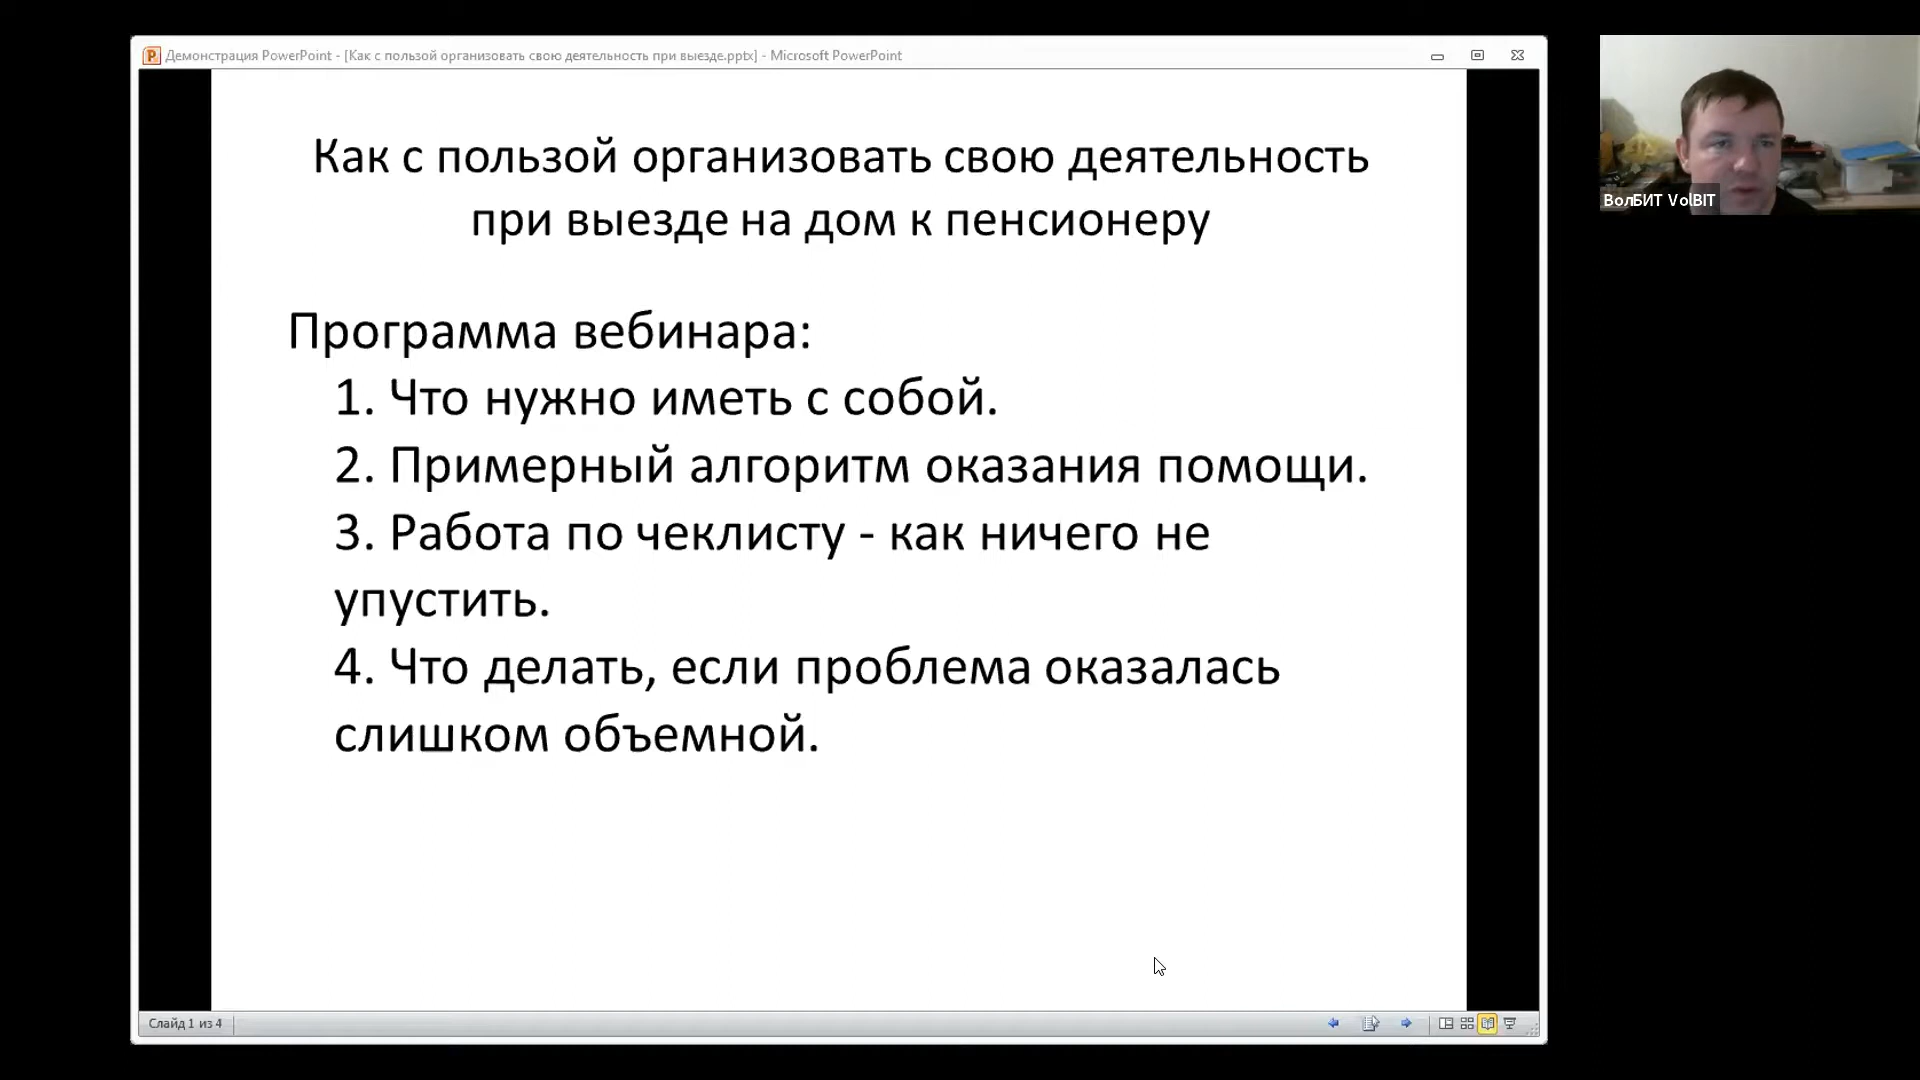 Демонстрация PowerPoint - [Как с пользой организовать свою деятельность при выезде.pptx] - Microsoft PowerPoint
Как с пользой организовать свою деятельность
при выезде на дом к пенсионеру
Программа вебинара:
1. Что нужно иметь с собой.
2. Примерный алгоритм оказания помощи.
3. Работа по чеклисту - как ничего не
упустить.
4. Что делать, если проблема оказалась
слишком объемной.
Слайд 1 из 4
ВолБИТ VolBIT